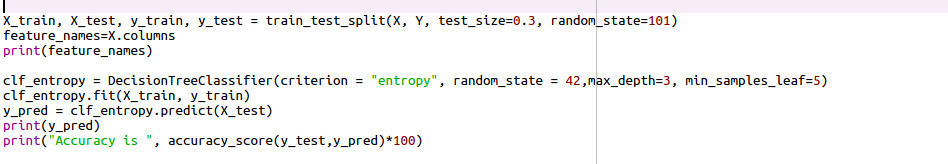 X_train, X_test, y_train, y_test = train_test_split(X, Y, test_size=0.3, random_state=101)
feature_names=X.columns
print(feature_names)
clf_entropy = DecisionTreeClassifier(criterion = "entropy", random_state = 42,max_depth=3, min_samples_leaf=5)
clf_entropy.fit(X_train, y_train)
y_pred = clf_entropy.predict(X_test)
print(y_pred)
print("Accuracy is ", accuracy_score(y_test,y_pred)*100)